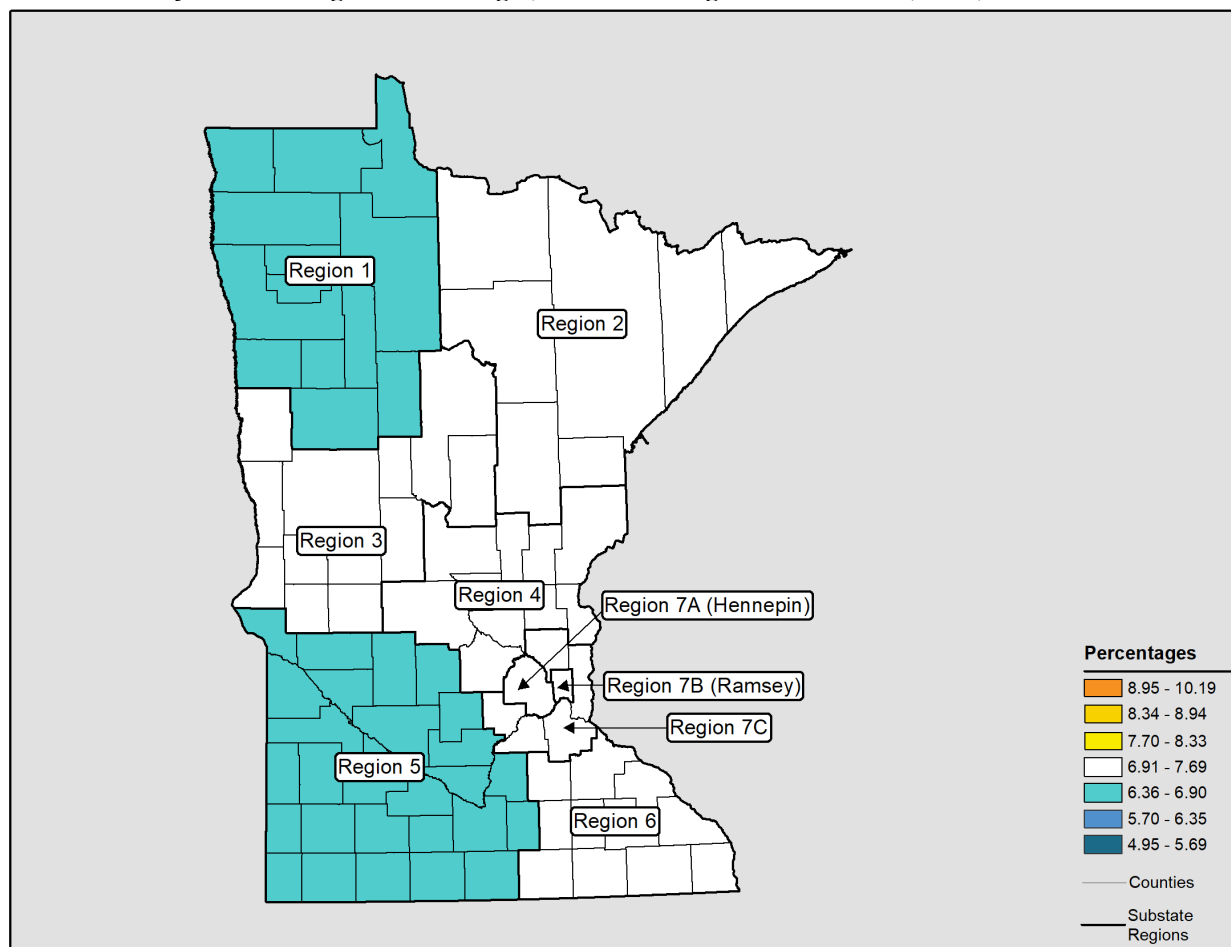 Region 1
Region 2
Region 3
Region 4
Region 7A (Hennepin)
Region 7B (Ramsey)
Region 7C
Region 5
Region 6
Percentages
8.95 - 10.19
8.34 - 8.94
7.70 - 8.33
6.91 - 7.69
6.36 - 6.90
5.70 - 6.35
4.95 - 5.69
Counties
Substate
Regions